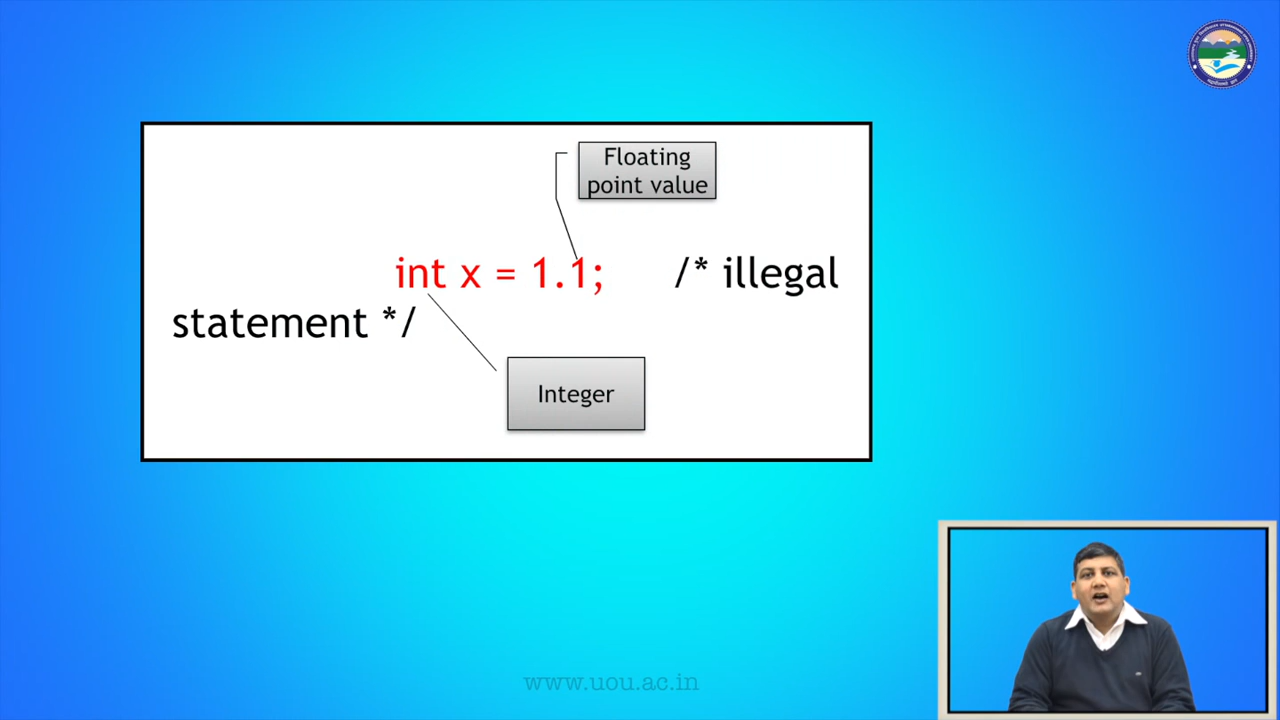 Floating
point value
int x = 1.1; /* illegal
statement */
Integer
www.uou.ac.in